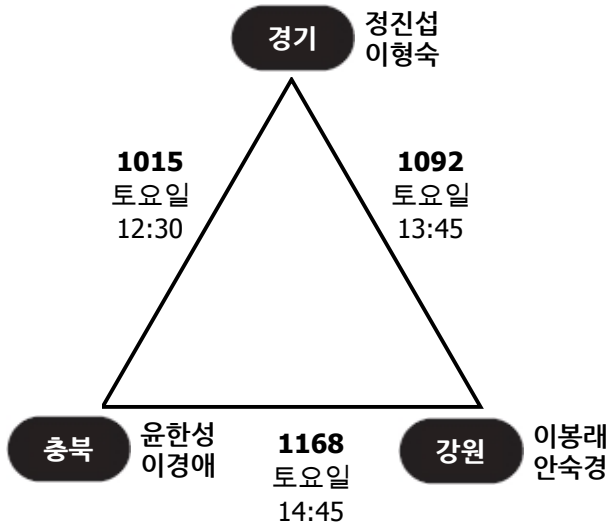 경기
정진섭
이형숙
1015
토요일
12:30
1092
토요일
13:45
충북
윤한성
이경애
1168
토요일
14:45
강원
이봉래
안숙경